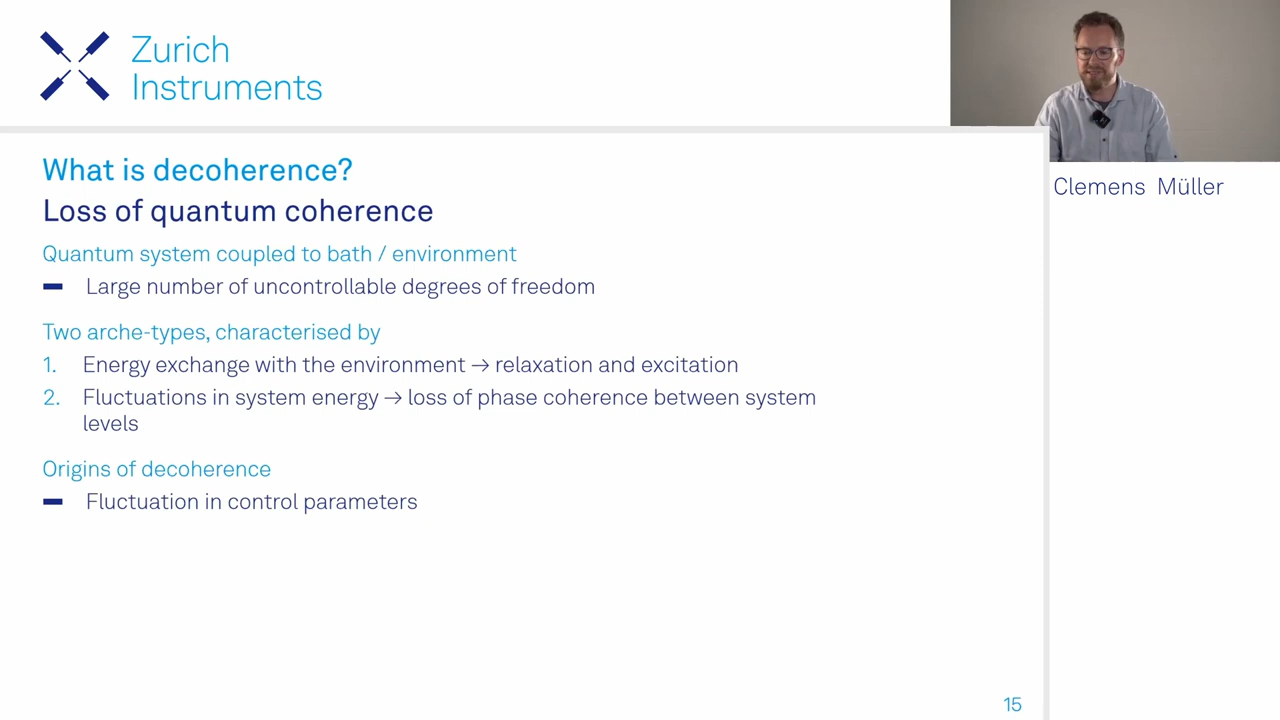 Zurich
Instruments
What is decoherence?
Loss of quantum coherence
Clemens Müller
Quantum system coupled to bath / environment
Large number of uncontrollable degrees of freedom
Two arche-types, characterised by
1. Energy exchange with the environment → relaxation and excitation
2. Fluctuations in system energy → loss of phase coherence between system
levels
Origins of decoherence
Fluctuation in control parameters
15